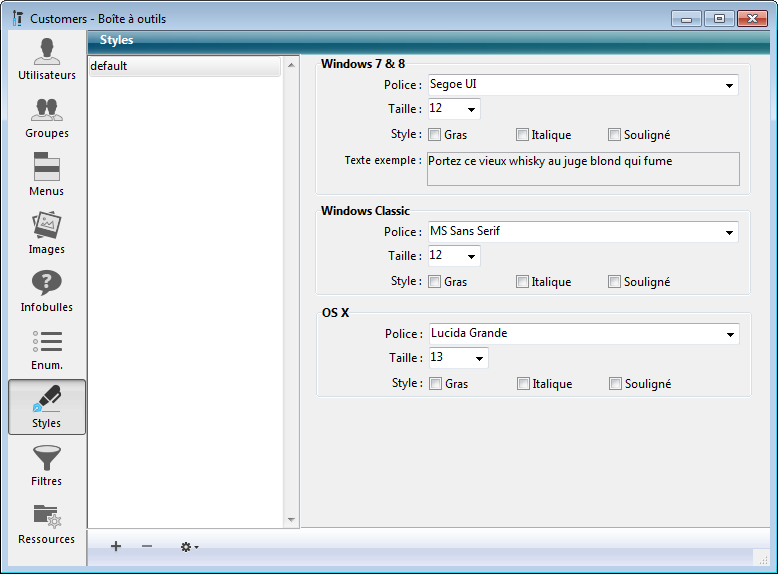 Customers - Boîte à outils
Utilisateurs
Groupes
Menus
Images
Infobulles
Enum.
Styles
Filtres
Ressources
Styles
default
Windows 7 & 8
Police : Segoe UI
Taille : 12
Style : Gras Italique Souligné
Texte exemple : Portez ce vieux whisky au juge blond qui fume
Windows Classic
Police : MS Sans Serif
Taille : 12
Style : Gras Italique Souligné
OS X
Police : Lucida Grande
Taille : 13
Style : Gras Italique Souligné